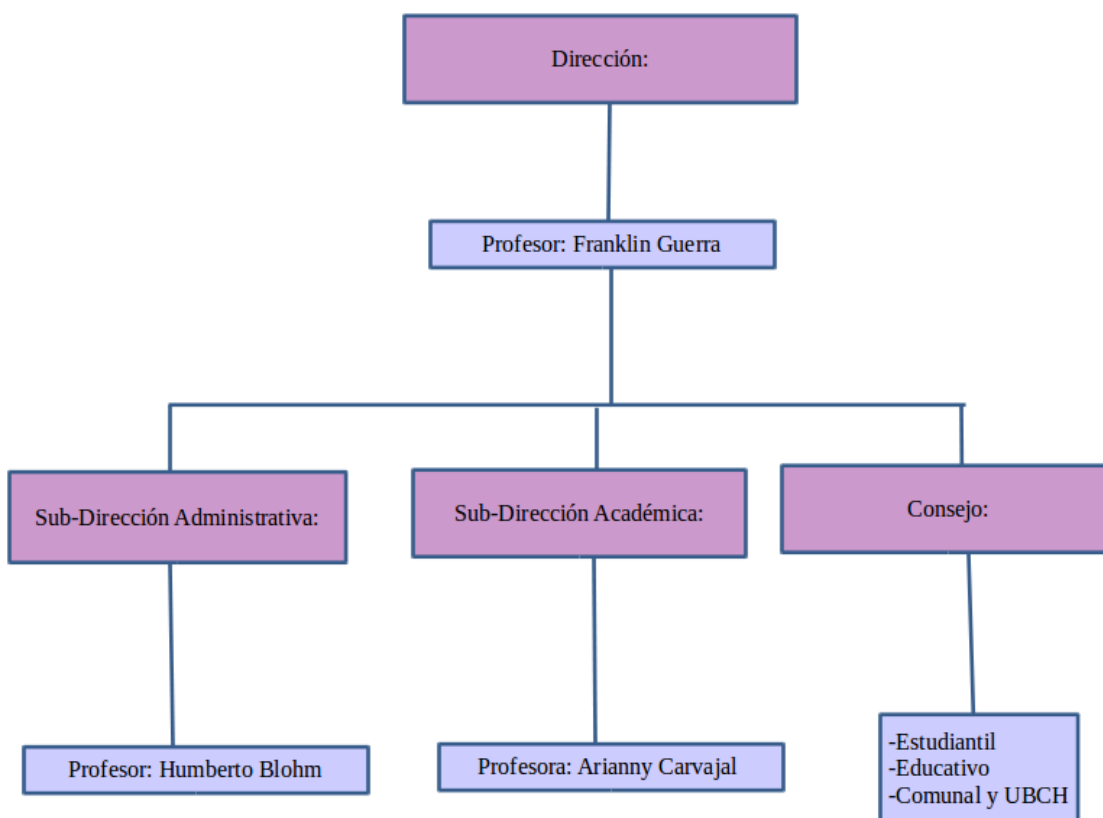 Dirección:
Profesor: Franklin Guerra
Sub-Dirección Administrativa:
Sub-Dirección Académica:
Consejo:
Profesor: Humberto Blohm
Profesora: Arianny Carvajal
-Estudiantil
-Educativo
-Comunal y UBCH